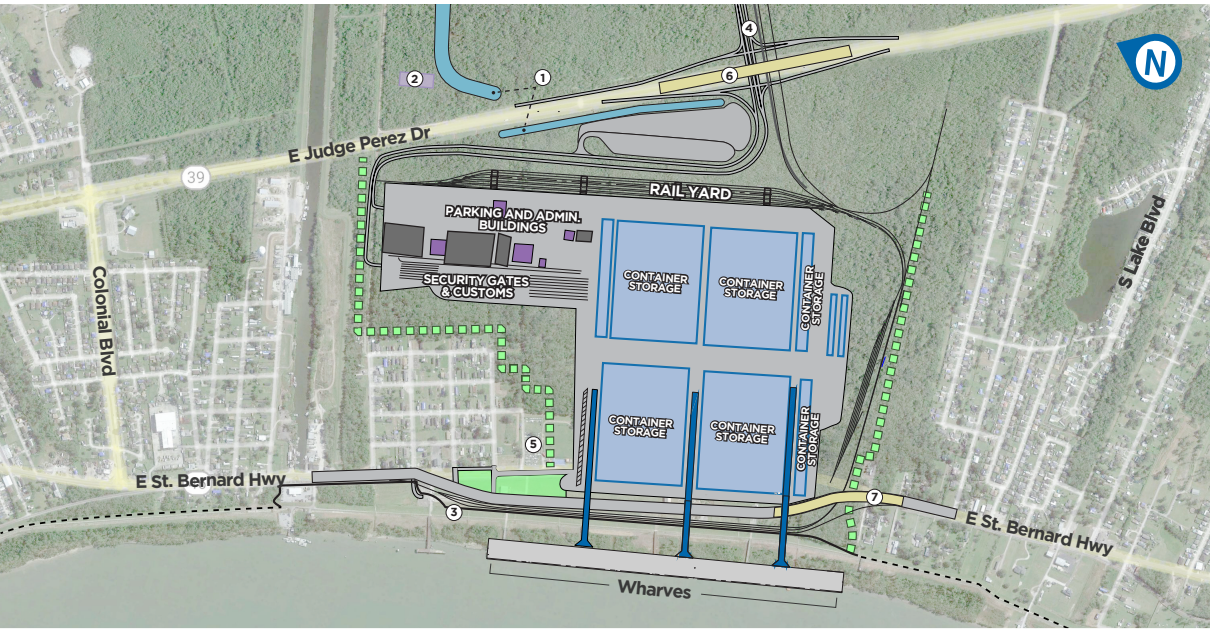 4
N
6
1
2
E Judge Perez Dr
39
RAIL YARD
PARKING AND ADMIN.
BUILDINGS
SECURITY GATES
& CUSTOMS
CONTAINER
STORAGE
CONTAINER
STORAGE
CONTAINER
STORAGE
S Lake Blvd
Colonial Blvd
CONTAINER
STORAGE
CONTAINER
STORAGE
CONTAINER
STORAGE
5
E St. Bernard Hwy
3
7
E St. Bernard Hwy
Wharves